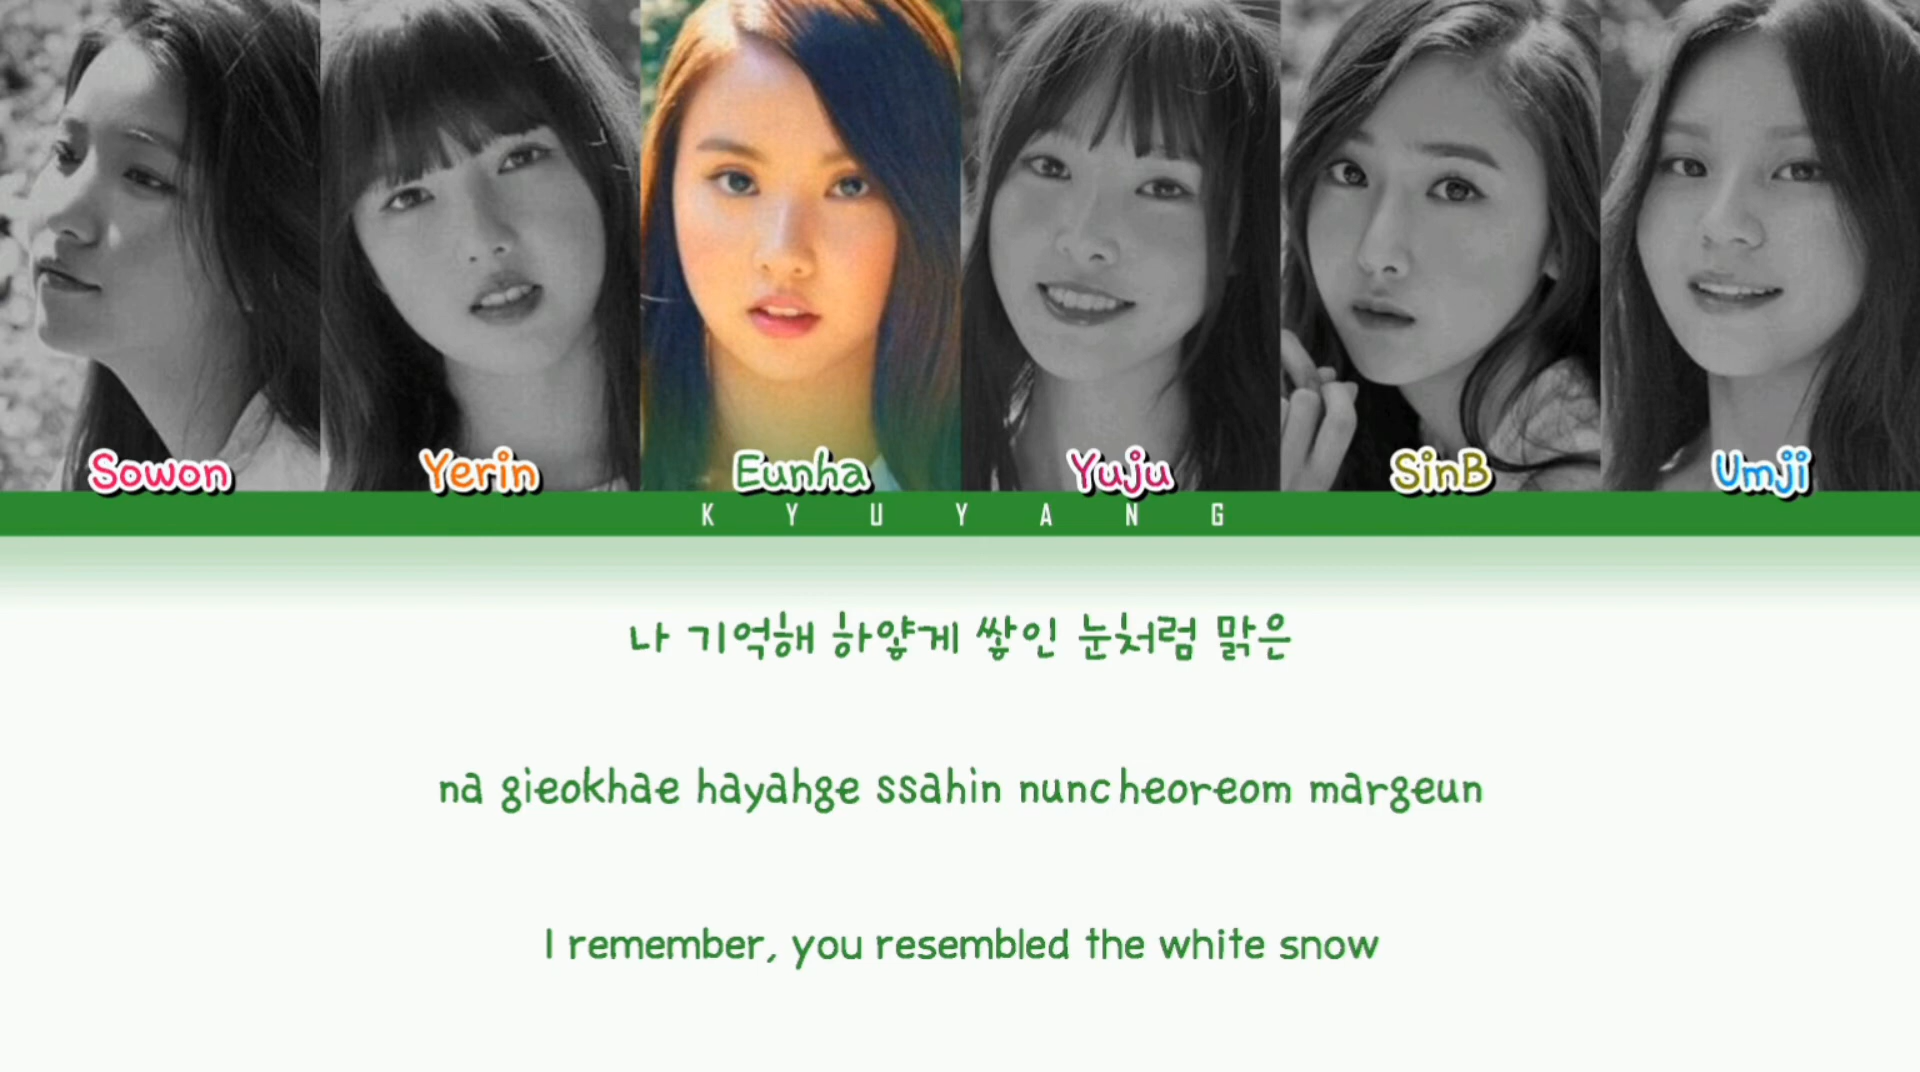 Sowon Yerin Eunha Yuju SinB Umji
KYUYANG
나 기억해 하얗게 쌓인 눈처럼 맑은
na gieokhae hayahge ssahin nuncheoreom margeun
I remember, you resembled the white snow